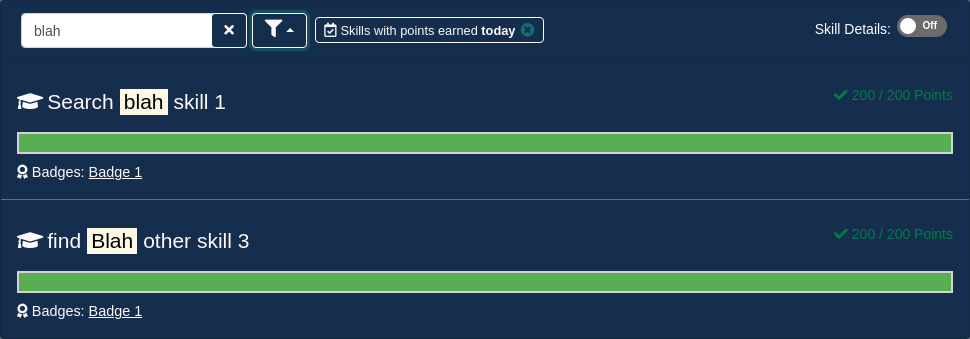 blah Skills with points earned today Skill Details: Off
Search blah skill 1 200 / 200 Points
Badges: Badge 1
find Blah other skill 3 200 / 200 Points
Badges: Badge 1